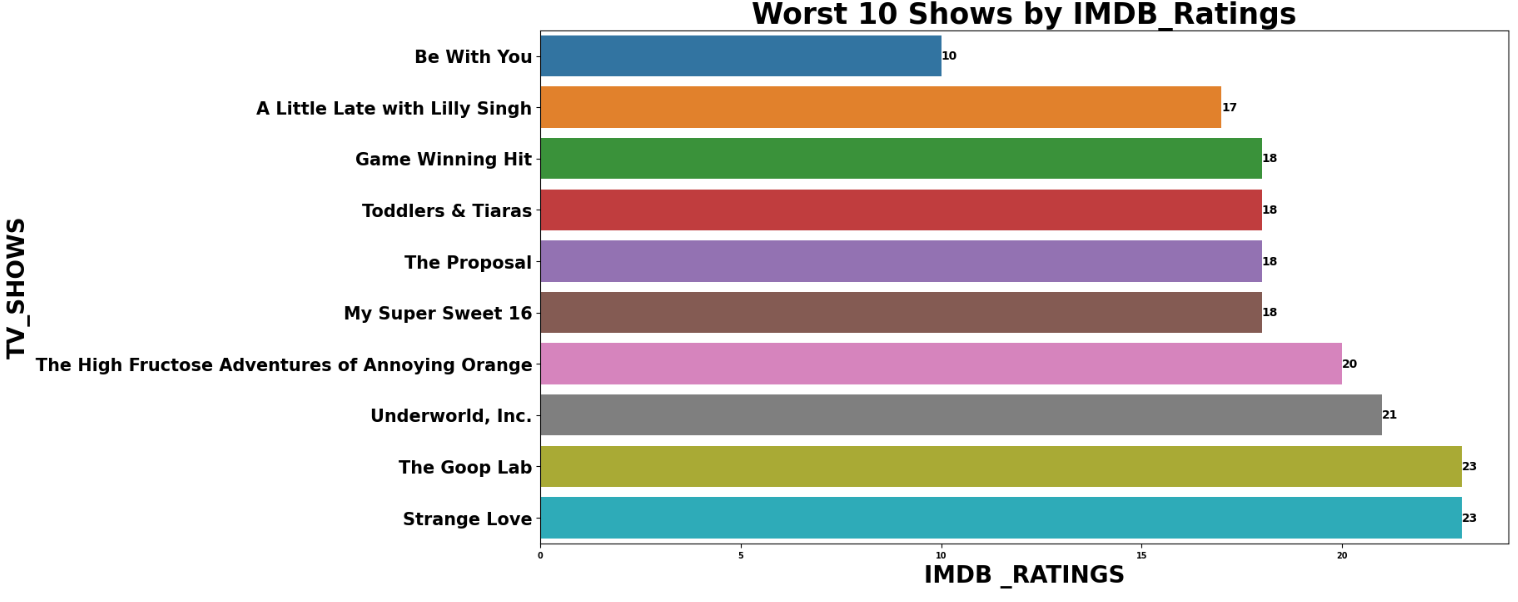 Worst 10 Shows by IMDB_Ratings
TV_SHOWS
Be With You 10
A Little Late with Lilly Singh 17
Game Winning Hit 18
Toddlers & Tiaras 18
The Proposal 18
My Super Sweet 16 18
The High Fructose Adventures of Annoying Orange 20
Underworld, Inc. 21
The Goop Lab 23
Strange Love 23
0 5 10 15 20
IMDB _RATINGS